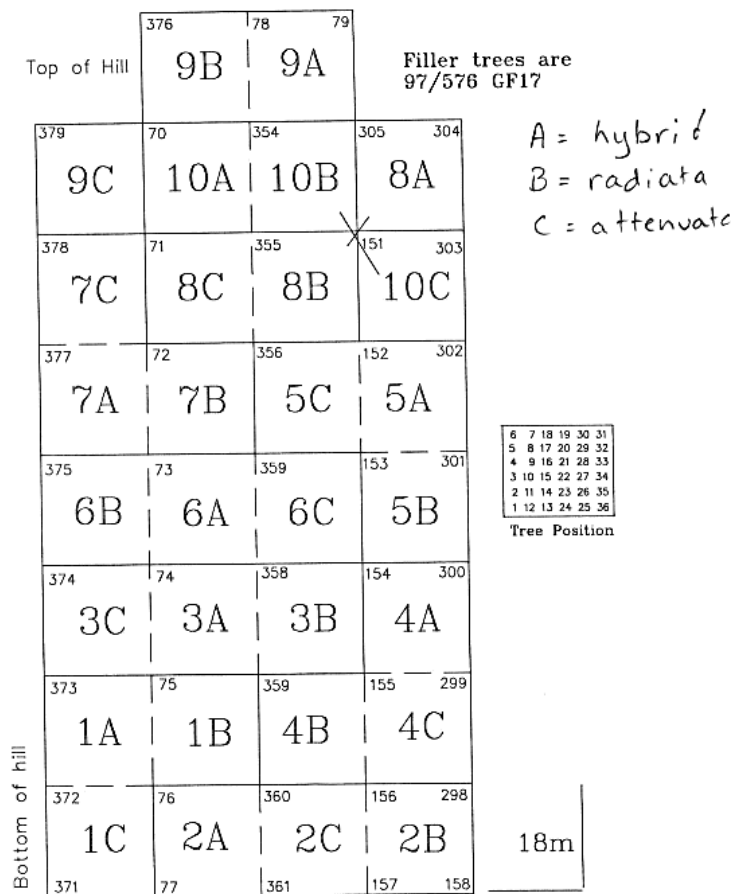 376 78 79
Top of Hill 9B 9A Filler trees are
97/576 GF17
379 70 354 305 304
9C 10A 10B 8A
A = hybrid
B = radiata
C = attenuata
378 71 355 151 303
7C 8C 8B 10C
377 72 356 152 302
7A 7B 5C 5A
375 73 359 153 301
6B 6A 6C 5B
6 7 18 19 30 31
5 8 17 20 29 32
4 9 16 21 28 33
3 10 15 22 27 34
2 11 14 23 26 35
1 12 13 24 25 36
Tree Position
374 74 358 154 300
3C 3A 3B 4A
373 75 359 155 299
1A 1B 4B 4C
Bottom of hill
372 76 360 156 298
1C 2A 2C 2B 18m
371 77 361 157 158